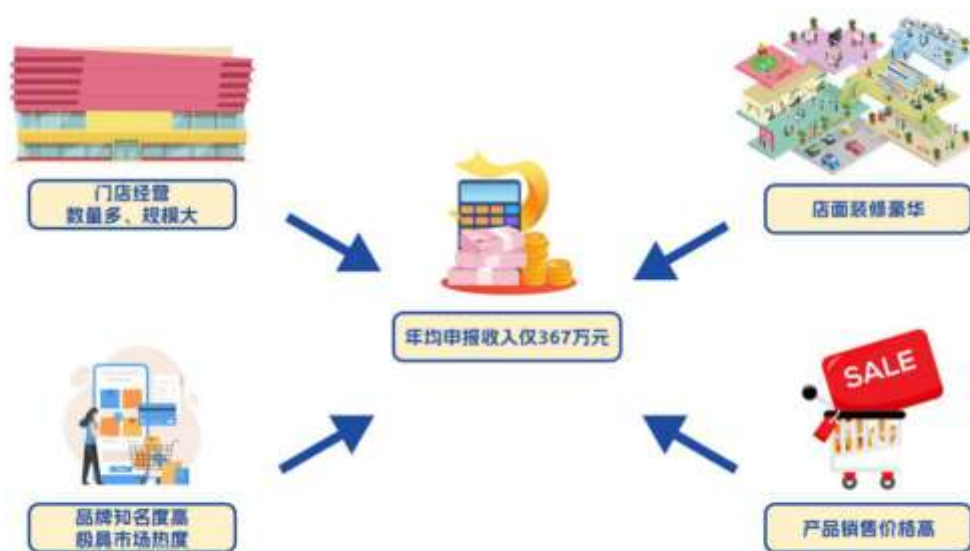 门店经营
数量多、规模大
店面装修豪华
年均申报收入仅367万元
SALE
品牌知名度高
极具市场热度
产品销售价格高